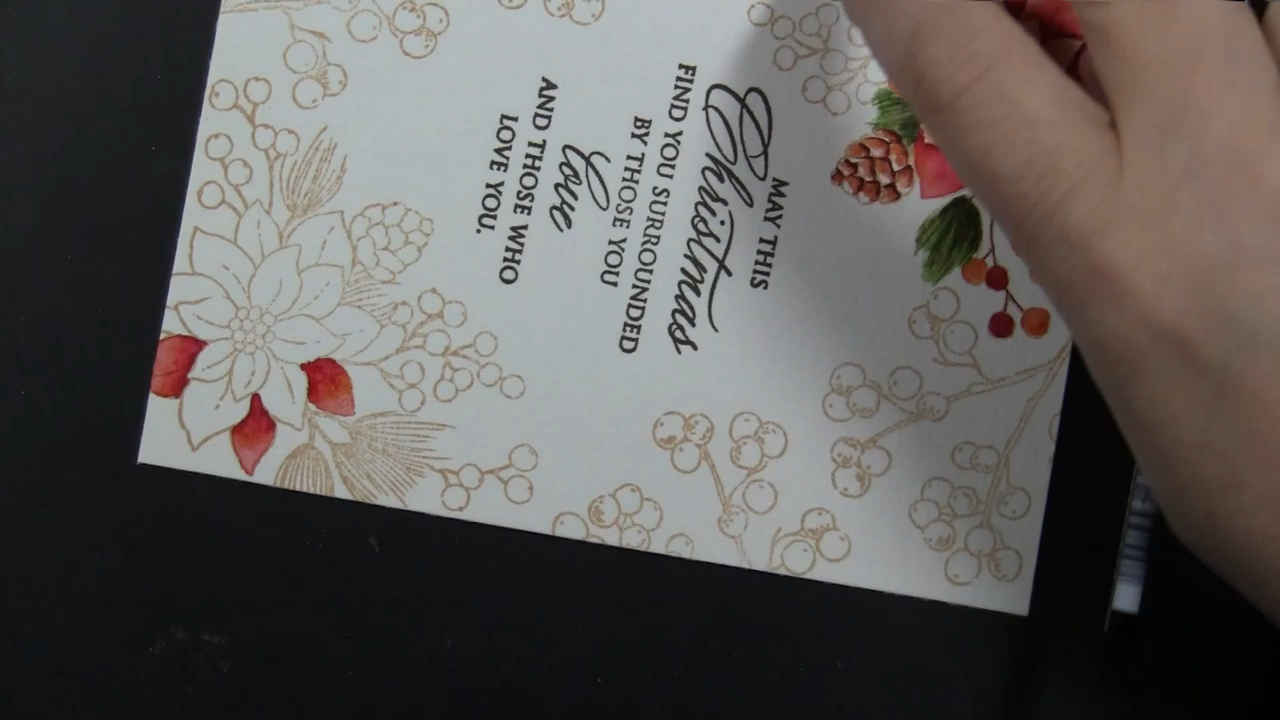 MAY THIS
Christmas
FIND YOU SURROUNDED
BY THOSE YOU
love
AND THOSE WHO
LOVE YOU.